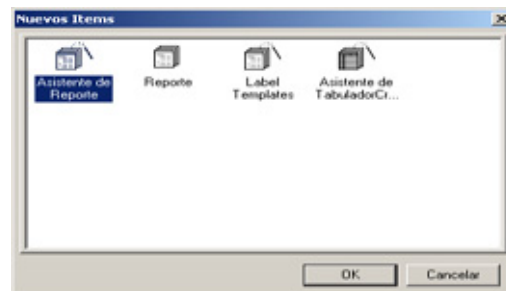 Nuevos Items
Asistente de
Reporte
Reporte
Label
Templates
Asistente de
TabuladorCr...
OK
Cancelar